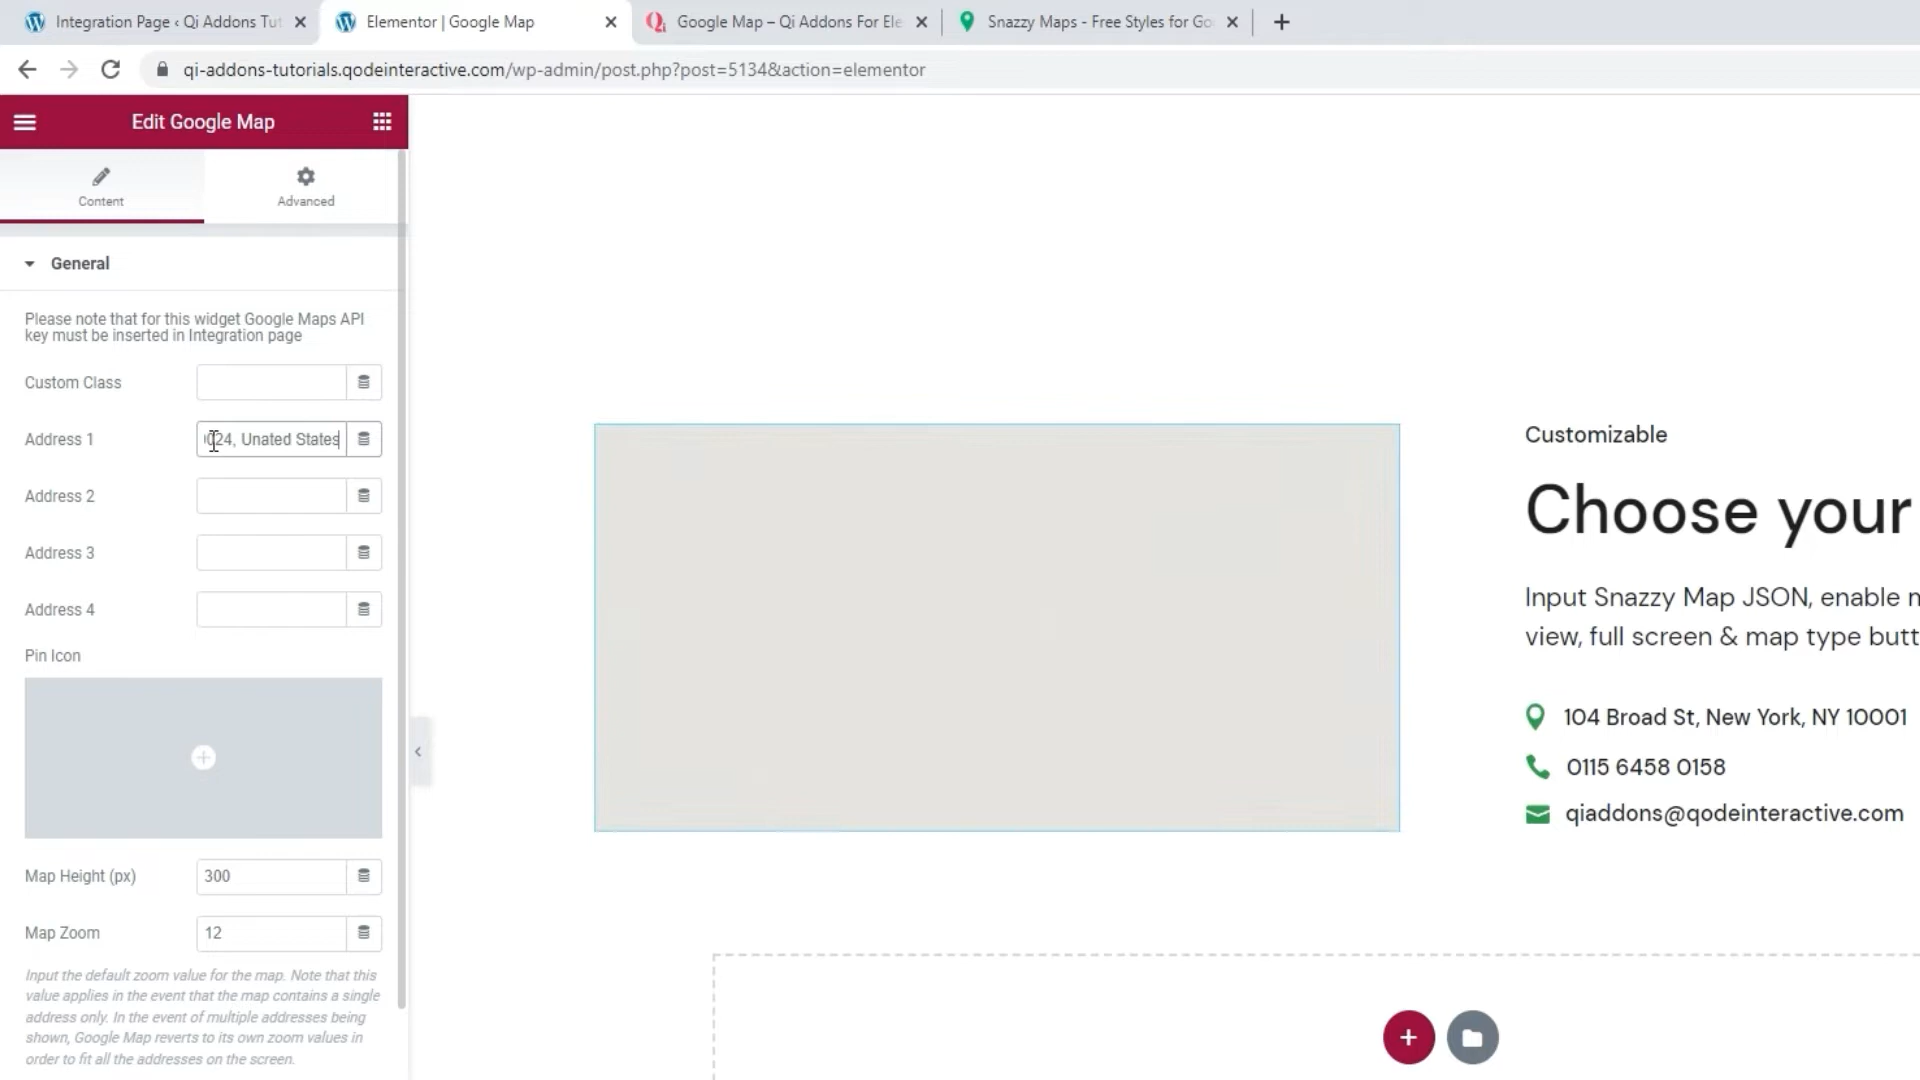 Integration Page ‹ Qi Addons Tut
Elementor | Google Map
Google Map – Qi Addons For Ele
Snazzy Maps - Free Styles for Go
qi-addons-tutorials.qodeinteractive.com/wp-admin/post.php?post=5134&action=elementor
Edit Google Map
Content
Advanced
General
Please note that for this widget Google Maps API
key must be inserted in Integration page
Custom Class
Address 1
024, Unated States
Address 2
Address 3
Address 4
Pin Icon
Map Height (px)
300
Map Zoom
12
Input the default zoom value for the map. Note that this
value applies in the event that the map contains a single
address only. In the event of multiple addresses being
shown, Google Map reverts to its own zoom values in
order to fit all the addresses on the screen.
Customizable
Choose your
Input Snazzy Map JSON, enable m
view, full screen & map type butt
104 Broad St, New York, NY 10001
0115 6458 0158
qiaddons@qodeinteractive.com